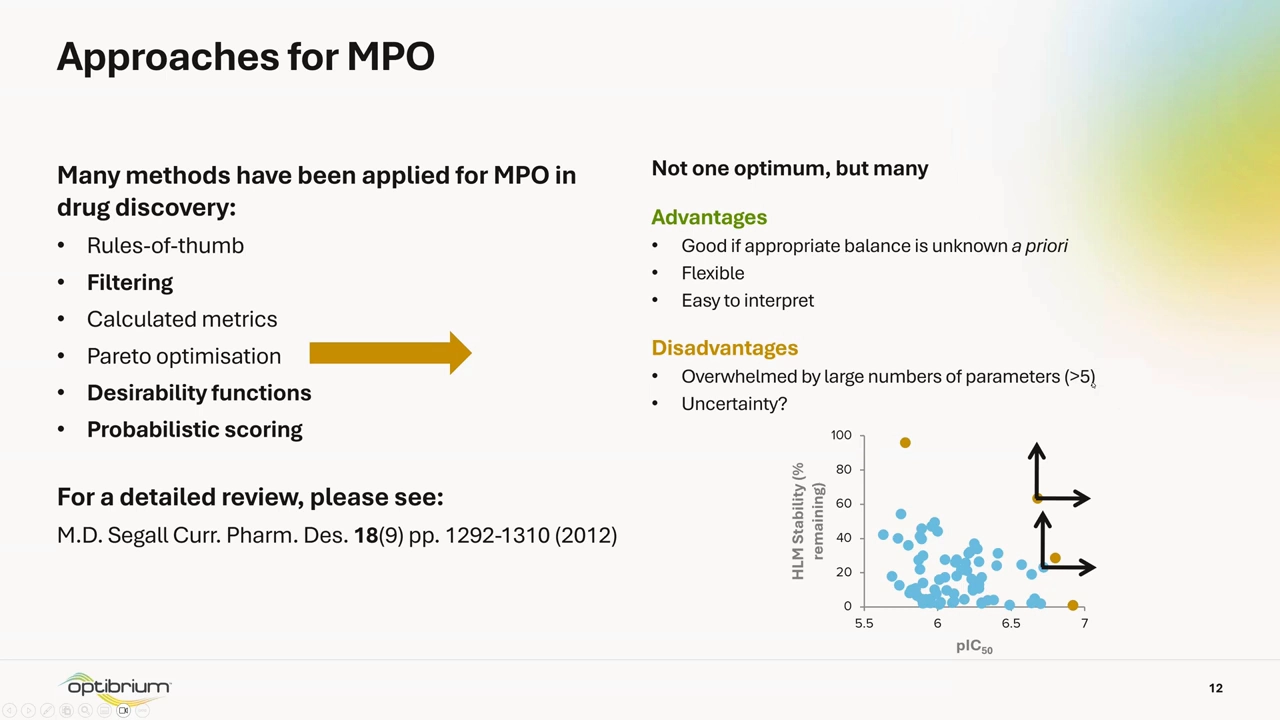 Approaches for MPO
Many methods have been applied for MPO in
drug discovery:
• Rules-of-thumb
• Filtering
• Calculated metrics
• Pareto optimisation
• Desirability functions
• Probabilistic scoring
For a detailed review, please see:
M.D. Segall Curr. Pharm. Des. 18(9) pp. 1292-1310 (2012)
Not one optimum, but many
Advantages
• Good if appropriate balance is unknown a priori
• Flexible
• Easy to interpret
Disadvantages
• Overwhelmed by large numbers of parameters (>5)
• Uncertainty?
HLM Stability (%
remaining)
100
80
60
40
20
0
5.5 6 6.5 7
pIC50
optibrium
12